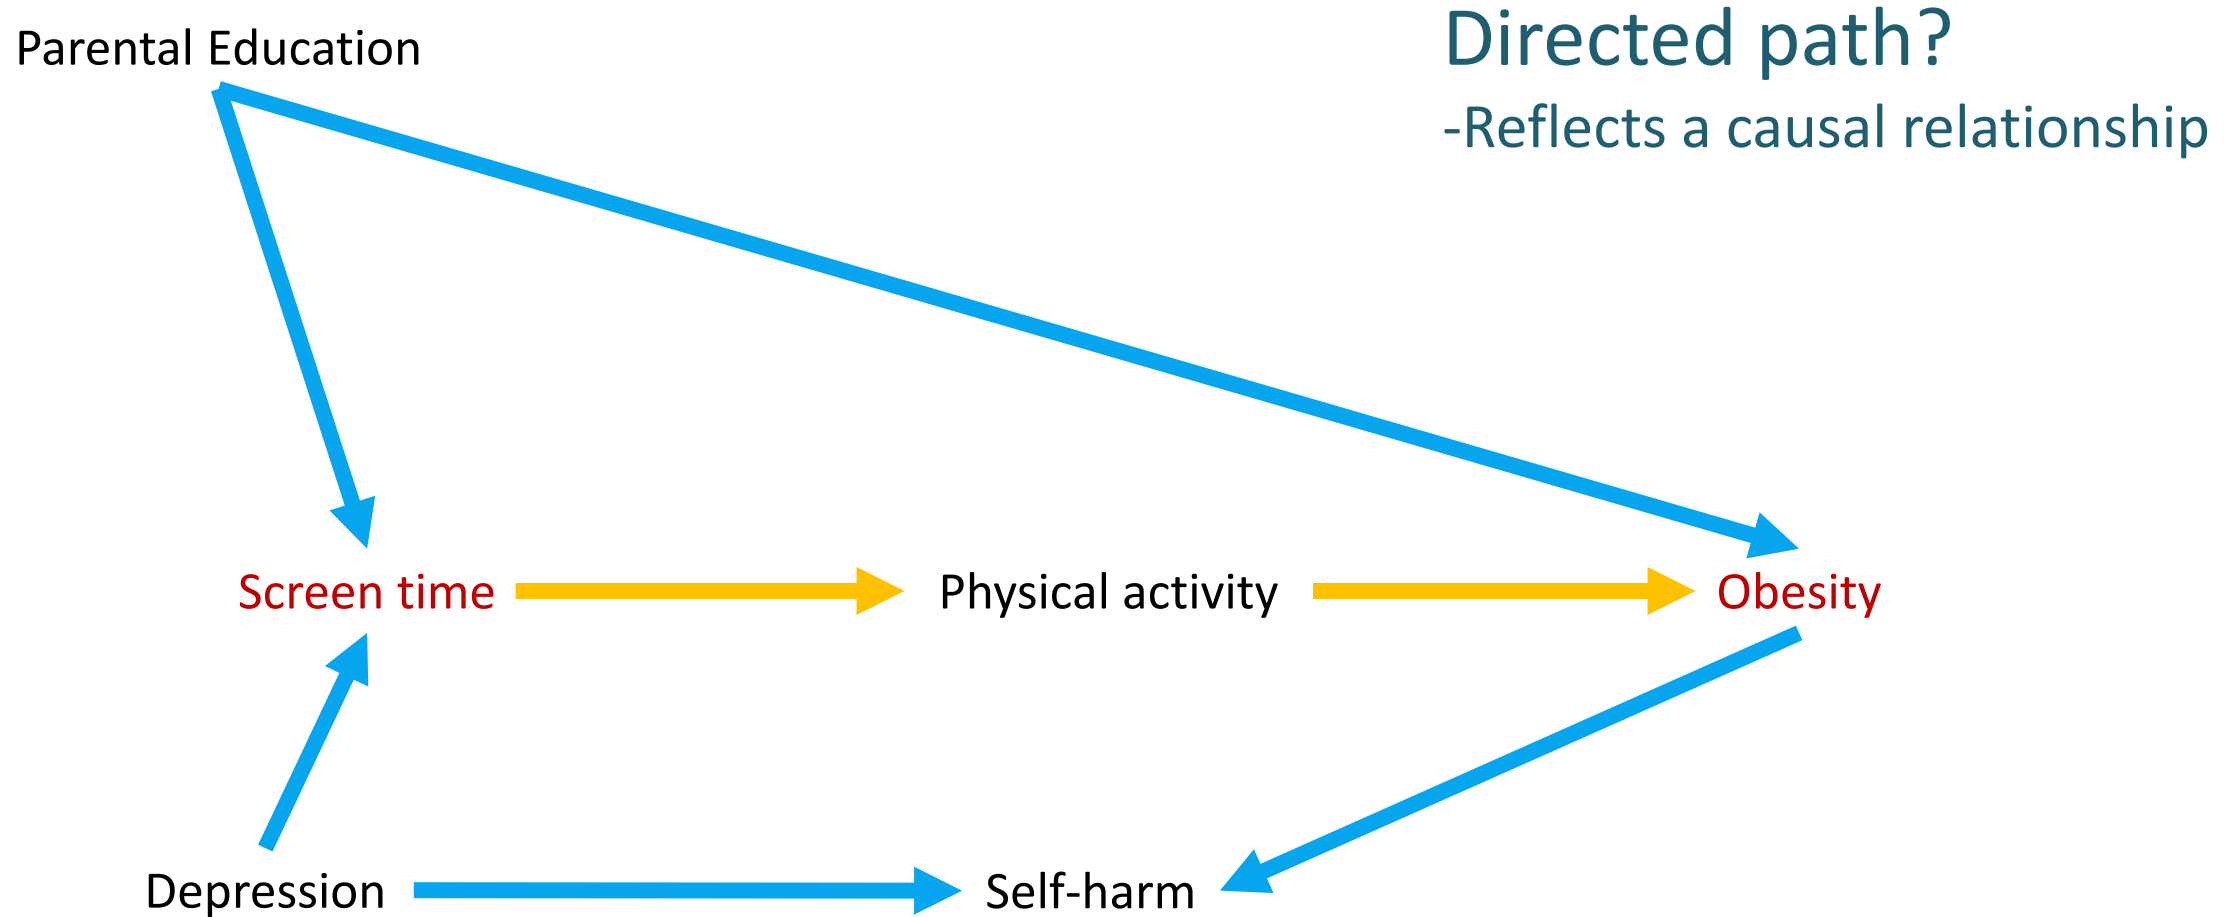 Parental Education
Directed path?
-Reflects a causal relationship
Screen time
Physical activity
Obesity
Depression
Self-harm